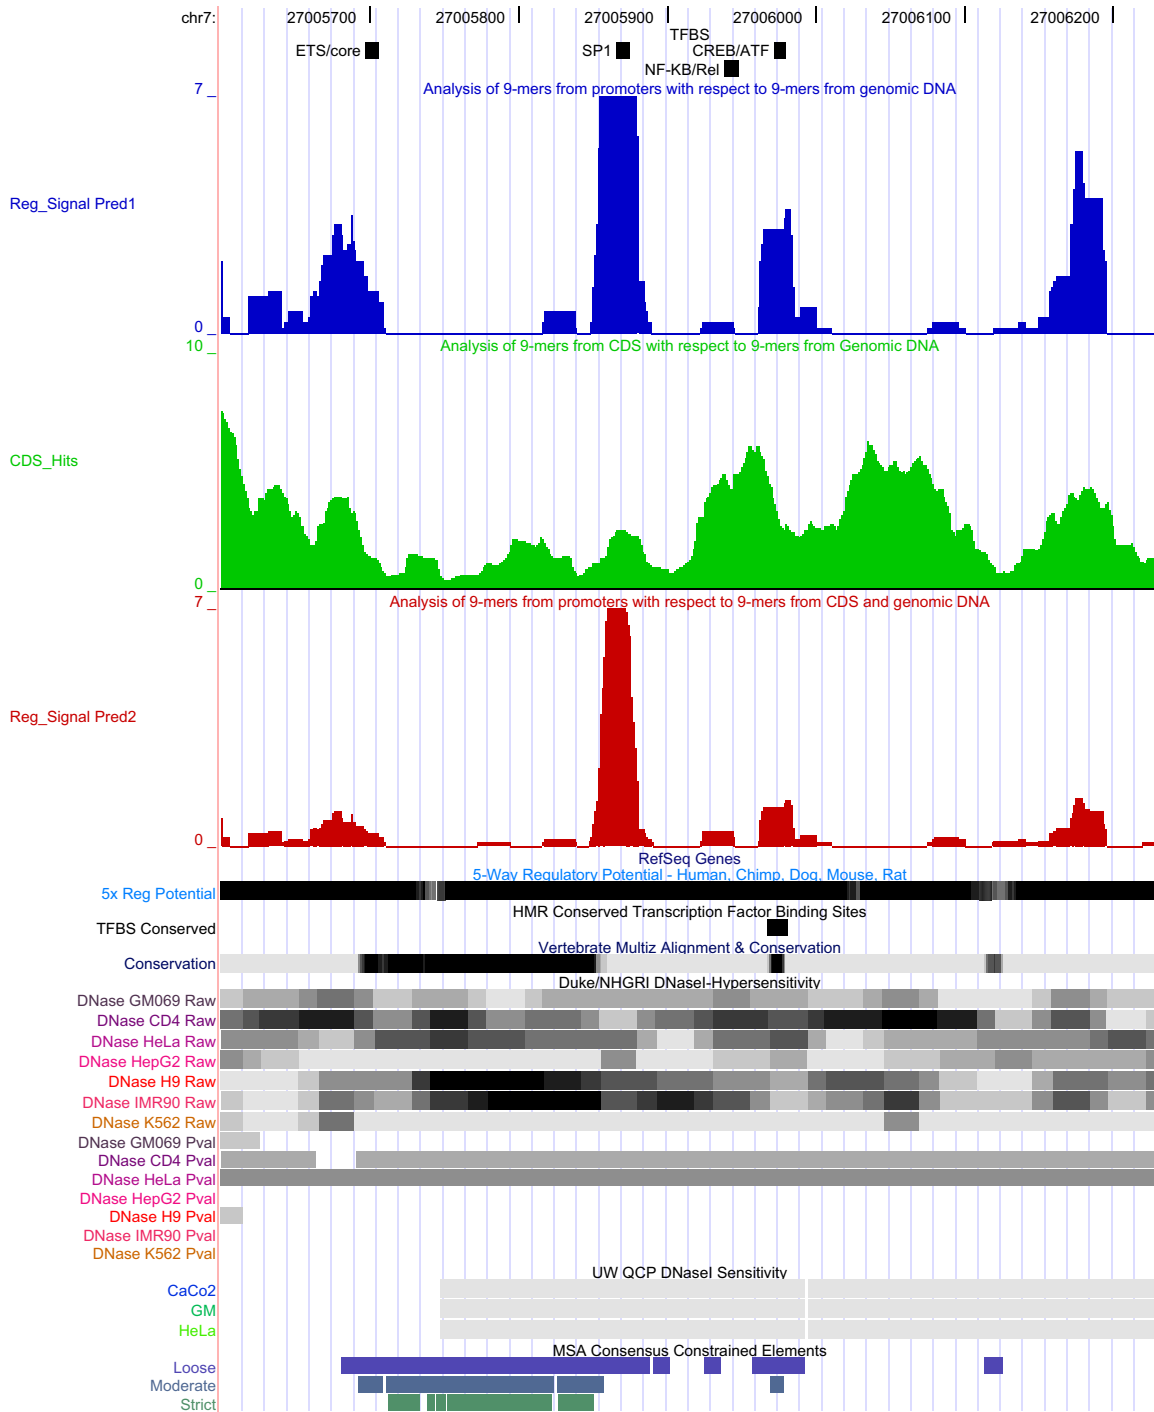 chr7: 27005700 27005800 27005900 27006000 27006100 27006200
TFBS
ETS/core SP1 CREB/ATF
NF-KB/Rel
7 _ Analysis of 9-mers from promoters with respect to 9-mers from genomic DNA
Reg_Signal Pred1
0 _
10 _ Analysis of 9-mers from CDS with respect to 9-mers from Genomic DNA
CDS_Hits
0 _
7 _ Analysis of 9-mers from promoters with respect to 9-mers from CDS and genomic DNA
Reg_Signal Pred2
0 _
RefSeq Genes
5-Way Regulatory Potential - Human, Chimp, Dog, Mouse, Rat
5x Reg Potential
HMR Conserved Transcription Factor Binding Sites
TFBS Conserved
Vertebrate Multiz Alignment & Conservation
Conservation
Duke/NHGRI DNaseI-Hypersensitivity
DNase GM069 Raw
DNase CD4 Raw
DNase HeLa Raw
DNase HepG2 Raw
DNase H9 Raw
DNase IMR90 Raw
DNase K562 Raw
DNase GM069 Pval
DNase CD4 Pval
DNase HeLa Pval
DNase HepG2 Pval
DNase H9 Pval
DNase IMR90 Pval
DNase K562 Pval
UW QCP DNaseI Sensitivity
CaCo2
GM
HeLa
MSA Consensus Constrained Elements
Loose
Moderate
Strict